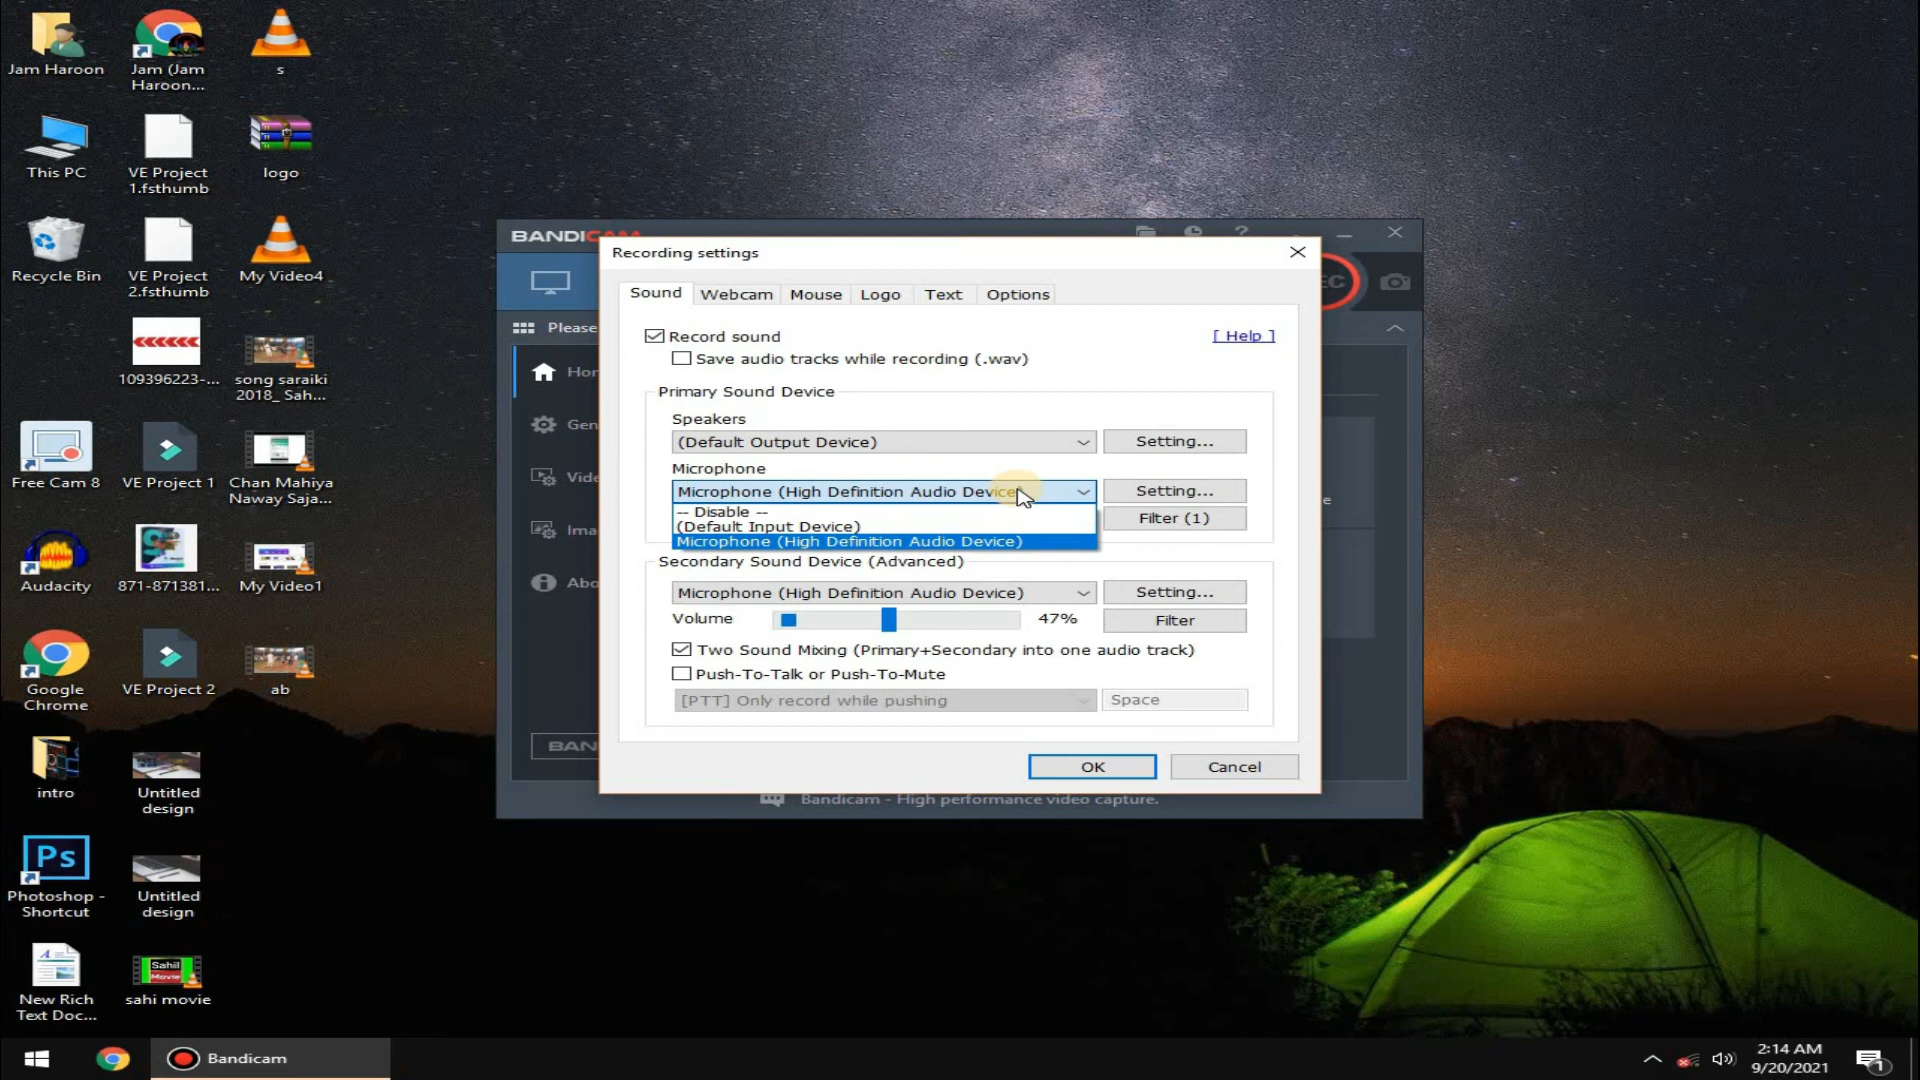 Jam Haroon
Jam (Jam
Haroon...
s
This PC
VE Project
1.fsthumb
logo
Recycle Bin
VE Project
2.fsthumb
My Video4
109396223-...
song saraiki
2018_ Sah...
Free Cam 8
VE Project 1
Chan Mahiya
Naway Saja...
Audacity
871-871381...
My Video1
Google
Chrome
VE Project 2
ab
intro
Untitled
design
Ps
Photoshop -
Shortcut
Untitled
design
New Rich
Text Doc...
Sahil
Movie
sahi movie
BANDIC
Please
Hor
Gen
Vide
Ima
Abo
BAN
EC
e
Bandicam - High performance video capture.
Recording settings
Sound
Webcam
Mouse
Logo
Text
Options
Record sound
[ Help ]
Save audio tracks while recording (.wav)
Primary Sound Device
Speakers
(Default Output Device)
Setting...
Microphone
Microphone (High Definition Audio Device)
Setting...
-- Disable --
(Default Input Device)
Microphone (High Definition Audio Device)
Filter (1)
Secondary Sound Device (Advanced)
Microphone (High Definition Audio Device)
Setting...
Volume
47%
Filter
Two Sound Mixing (Primary+Secondary into one audio track)
Push-To-Talk or Push-To-Mute
[PTT] Only record while pushing
Space
OK
Cancel
Bandicam
2:14 AM
9/20/2021
1